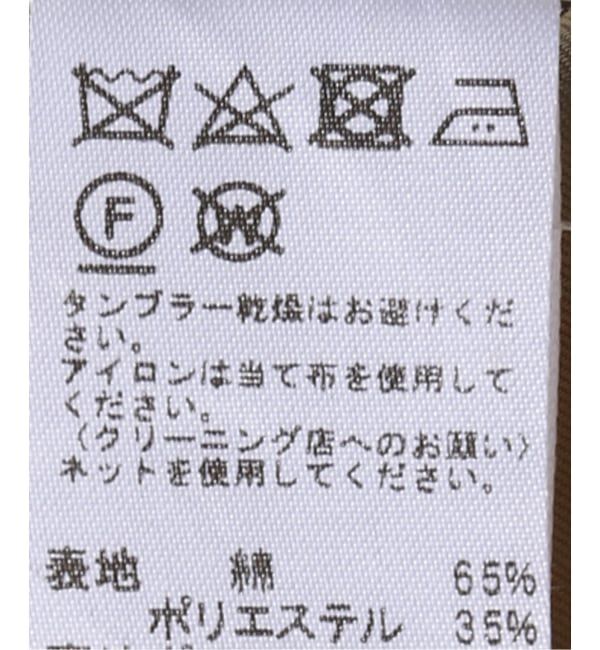 F
W
タンブラー乾燥はお避けくだ
さい。
アイロンは当て布を使用して
ください。
〈クリーニング店へのお願い〉
ネットを使用してください。
表地 綿 65%
ポリエステル 35%